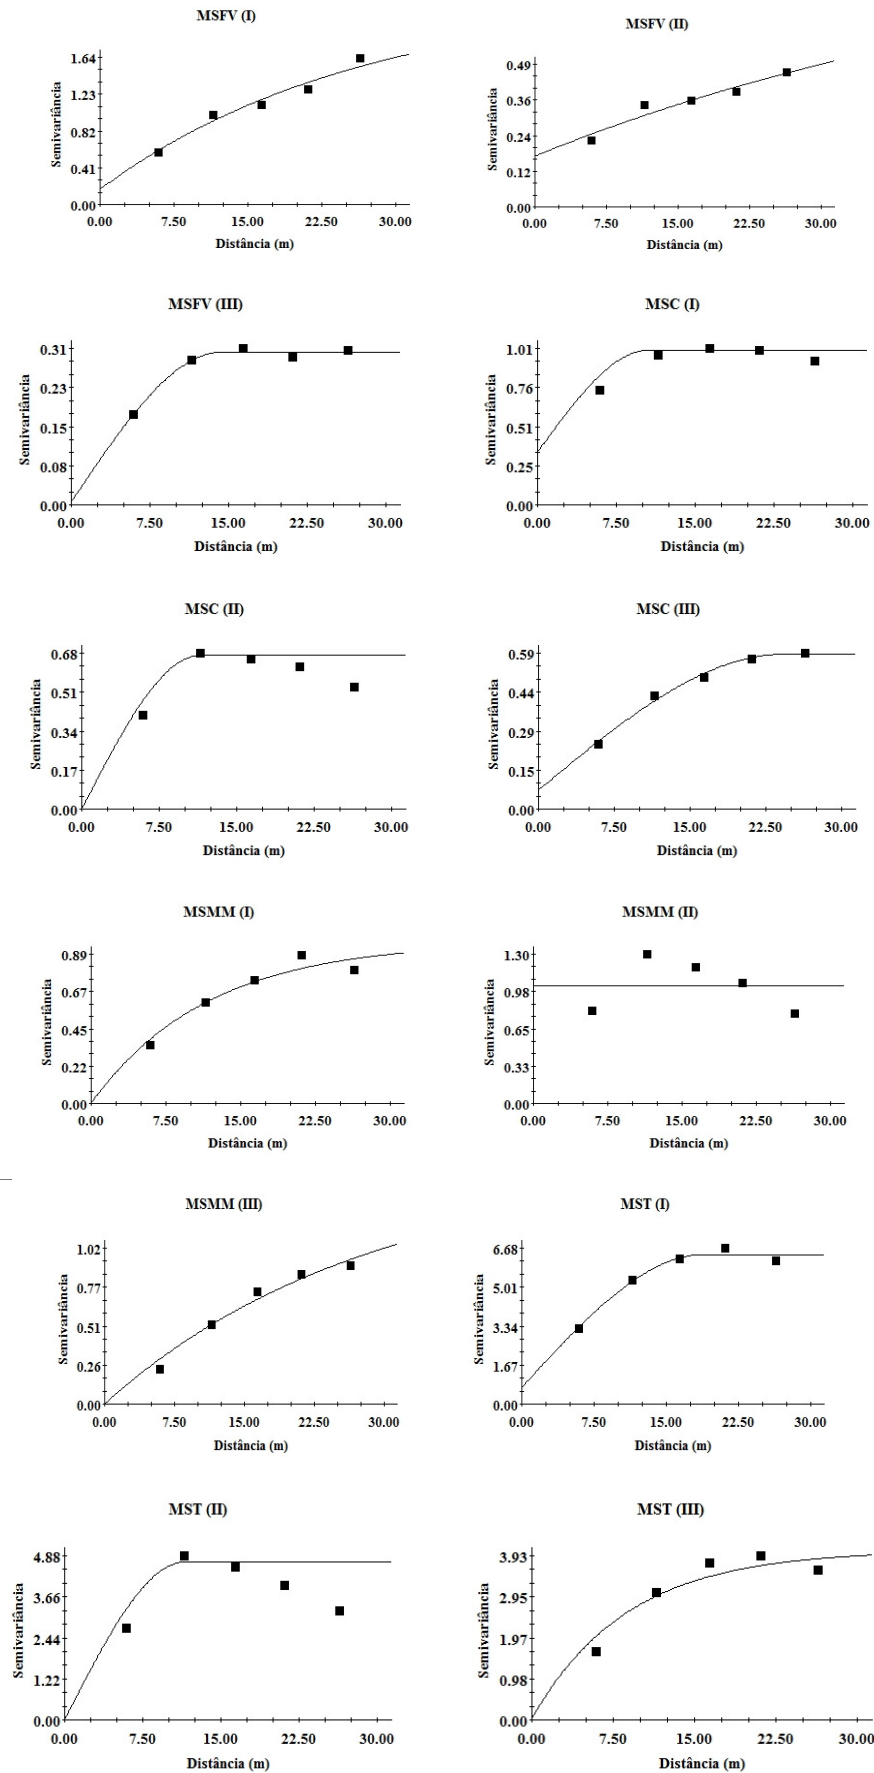 MSFV (I)
Semivariância
1.64
1.23
0.82
0.41
0.00
0.00 7.50 15.00 22.50 30.00
Distância (m)
MSFV (II)
Semivariância
0.49
0.36
0.24
0.12
0.00
0.00 7.50 15.00 22.50 30.00
Distância (m)
MSFV (III)
Semivariância
0.31
0.23
0.15
0.08
0.00
0.00 7.50 15.00 22.50 30.00
Distância (m)
MSC (I)
Semivariância
1.01
0.76
0.51
0.25
0.00
0.00 7.50 15.00 22.50 30.00
Distância (m)
MSC (II)
Semivariância
0.68
0.51
0.34
0.17
0.00
0.00 7.50 15.00 22.50 30.00
Distância (m)
MSC (III)
Semivariância
0.59
0.44
0.29
0.15
0.00
0.00 7.50 15.00 22.50 30.00
Distância (m)
MSMM (I)
Semivariância
0.89
0.67
0.45
0.22
0.00
0.00 7.50 15.00 22.50 30.00
Distância (m)
MSMM (II)
Semivariância
1.30
0.98
0.65
0.33
0.00
0.00 7.50 15.00 22.50 30.00
Distância (m)
MSMM (III)
Semivariância
1.02
0.77
0.51
0.26
0.00
0.00 7.50 15.00 22.50 30.00
Distância (m)
MST (I)
Semivariância
6.68
5.01
3.34
1.67
0.00
0.00 7.50 15.00 22.50 30.00
Distância (m)
MST (II)
Semivariância
4.88
3.66
2.44
1.22
0.00
0.00 7.50 15.00 22.50 30.00
Distância (m)
MST (III)
Semivariância
3.93
2.95
1.97
0.98
0.00
0.00 7.50 15.00 22.50 30.00
Distância (m)